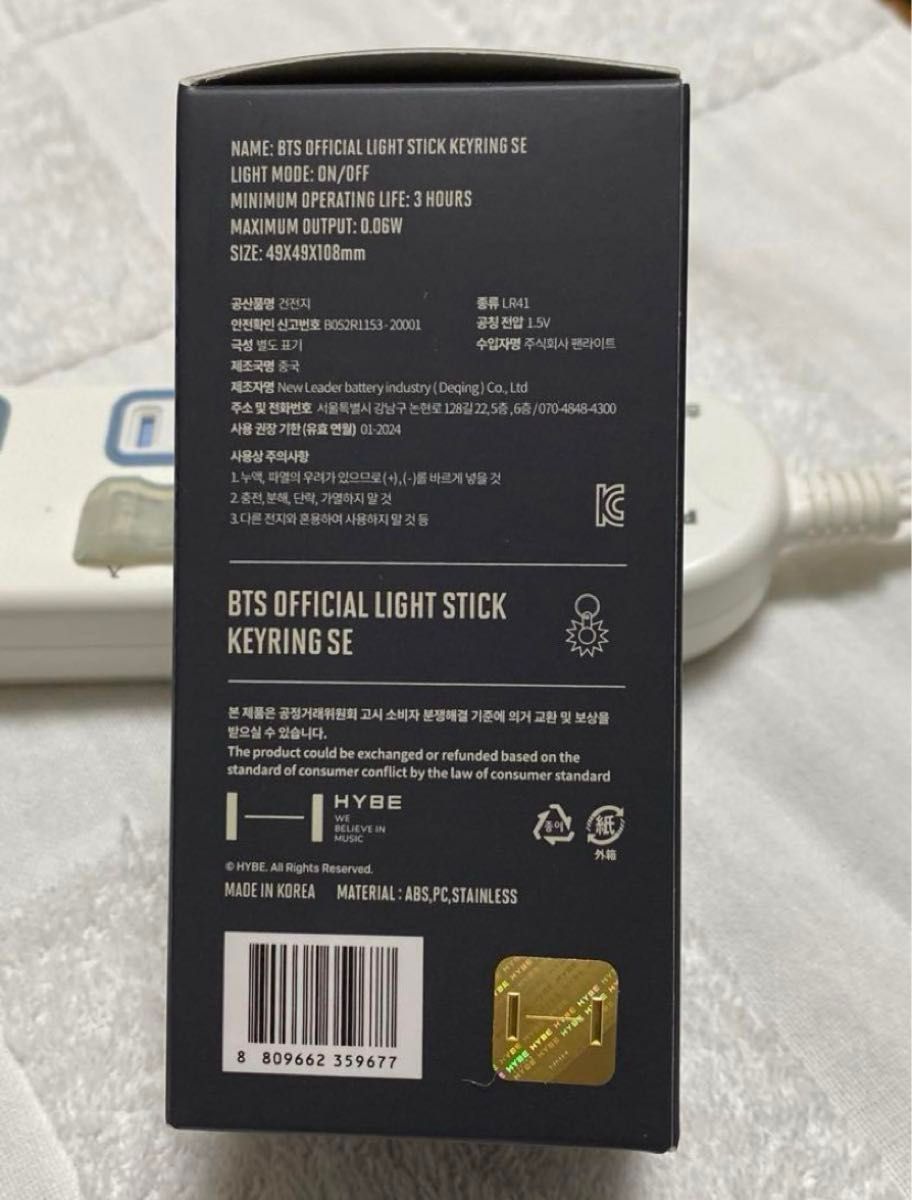 NAME: BTS OFFICIAL LIGHT STICK KEYRING SE
LIGHT MODE: ON/OFF
MINIMUM OPERATING LIFE: 3 HOURS
MAXIMUM OUTPUT: 0.06W
SIZE: 49X49X108mm
공산품명 건전지
종류 LR41
안전확인 신고번호 B052R1153-20001
공칭 전압 1.5V
극성 별도 표기
수입자명 주식회사 팬라이트
제조국명 중국
제조자명 New Leader battery industry ( Deqing ) Co., Ltd
주소 및 전화번호 서울특별시 강남구 논현로128길 22, 5층 , 6층 / 070-4848-4300
사용 권장 기한 (유효 연월) 01-2024
사용상 주의사항
1. 누액, 파열의 우려가 있으므로 (+), (-)를 바르게 넣을 것
2. 충전, 분해, 단락, 가열하지 말 것
3. 다른 전지와 혼용하여 사용하지 말 것 등
BTS OFFICIAL LIGHT STICK
KEYRING SE
본 제품은 공정거래위원회 고시 소비자 분쟁해결 기준에 의거 교환 및 보상을
받으실 수 있습니다.
The product could be exchanged or refunded based on the
standard of consumer conflict by the law of consumer standard
HYBE
WE
BELIEVE IN
MUSIC
종이
紙
外箱
© HYBE. All Rights Reserved.
MADE IN KOREA MATERIAL : ABS,PC,STAINLESS
8 809662 359677
HYBE HYBE HYBE HYBE
HYBE HYBE HYBE HYBE